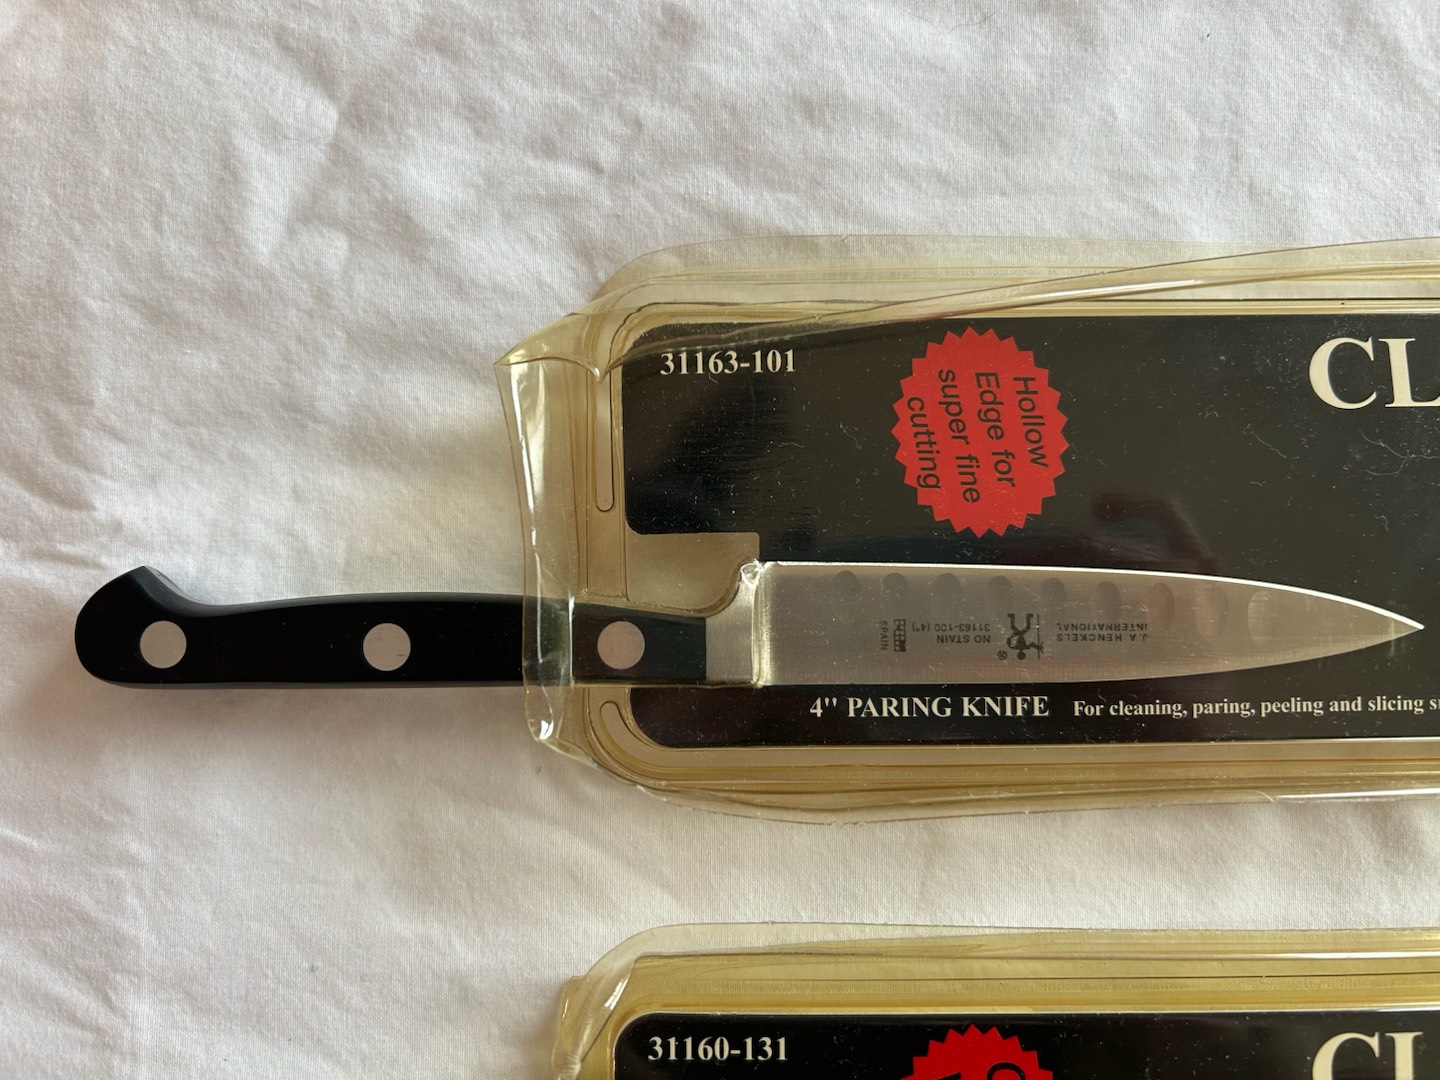 31163-101
CL
Hollow
Edge for
super fine
cutting
J.A. HENCKELS
INTERNATIONAL
®
NO STAIN
31163-100 (4")
SPAIN
4" PARING KNIFE For cleaning, paring, peeling and slicing
31160-131
CL